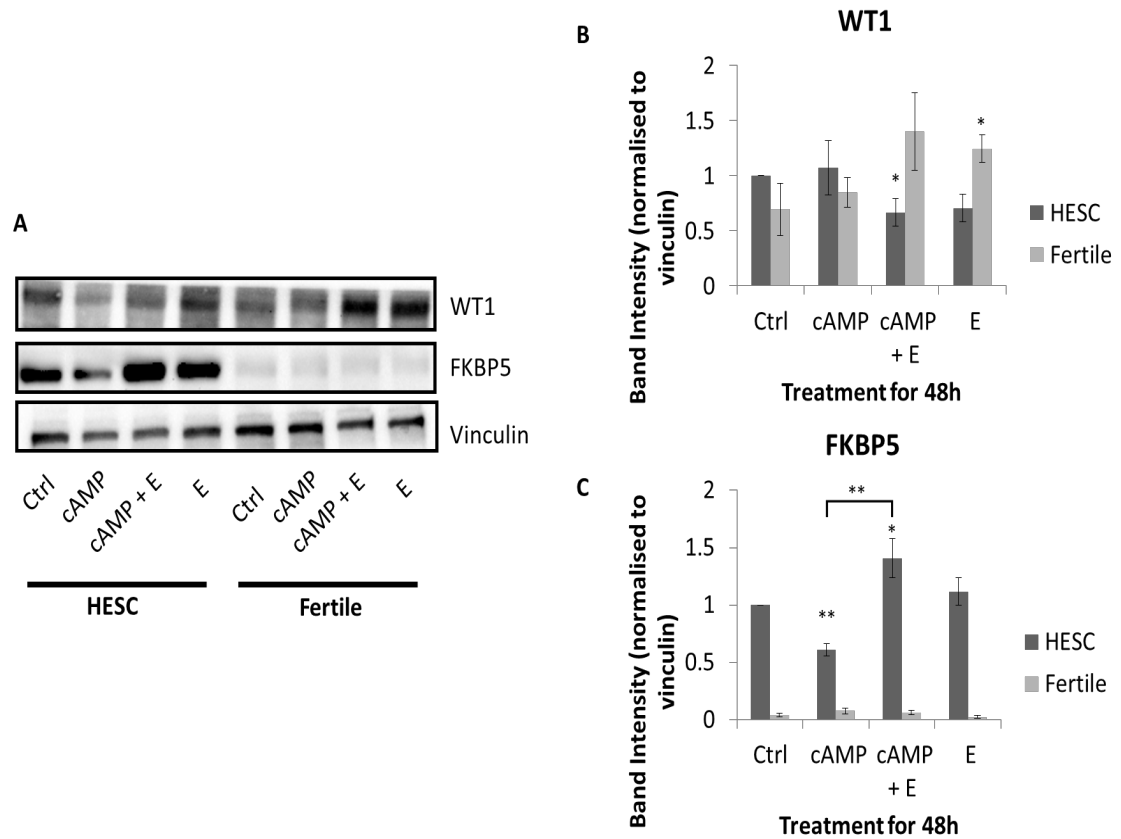 A
WT1
FKBP5
Vinculin
Ctrl
cAMP
cAMP + E
E
Ctrl
cAMP
cAMP + E
E
HESC
Fertile
B
WT1
Band Intensity (normalised to
vinculin)
2
1.5
1
0.5
0
*
*
Ctrl
cAMP
cAMP
+ E
E
Treatment for 48h
HESC
Fertile
C
FKBP5
Band Intensity (normalised to
vinculin)
2
1.5
1
0.5
0
**
**
*
Ctrl
cAMP
cAMP
+ E
E
Treatment for 48h
HESC
Fertile